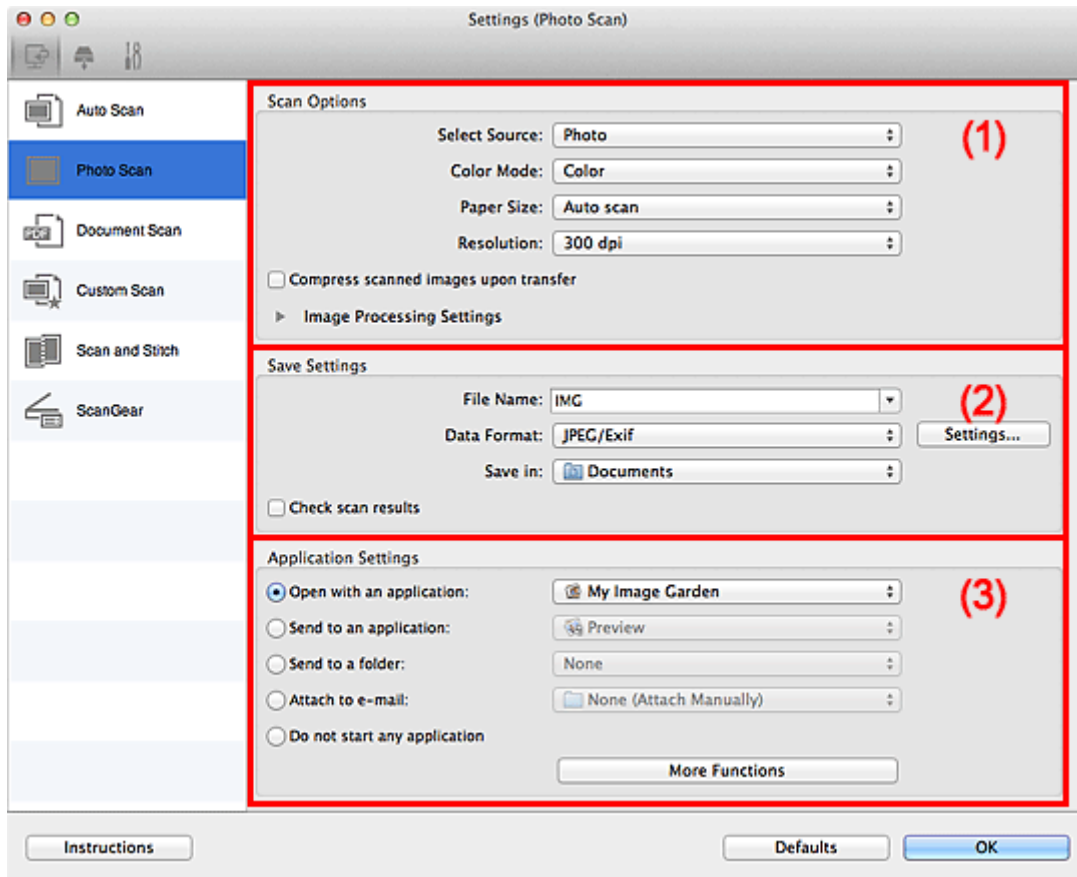 Settings (Photo Scan)
Auto Scan
Photo Scan
Document Scan
Custom Scan
Scan and Stitch
ScanGear
Scan Options
(1)
Select Source: Photo
Color Mode: Color
Paper Size: Auto scan
Resolution: 300 dpi
Compress scanned images upon transfer
Image Processing Settings
Save Settings
(2)
File Name: IMG
Data Format: JPEG/Exif Settings...
Save in: Documents
Check scan results
Application Settings
(3)
Open with an application: My Image Garden
Send to an application: Preview
Send to a folder: None
Attach to e-mail: None (Attach Manually)
Do not start any application
More Functions
Instructions Defaults OK